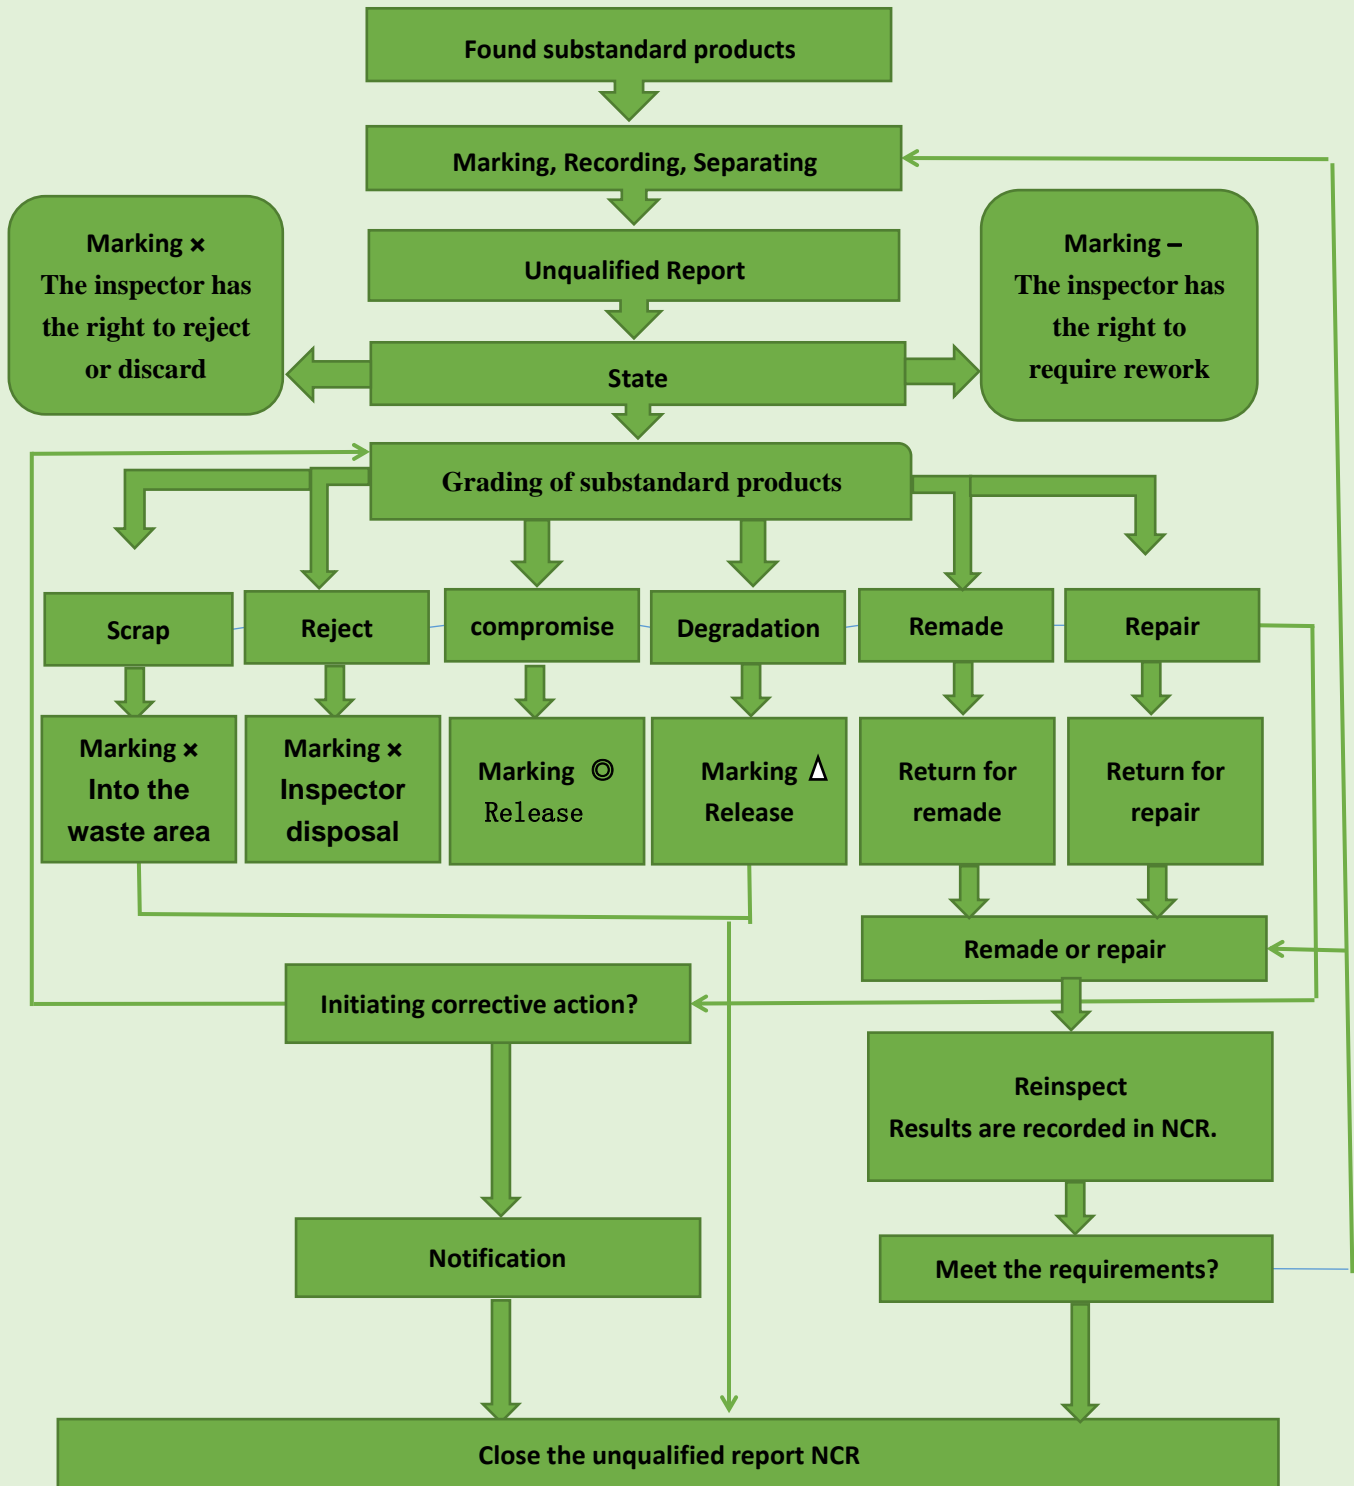 Found substandard products
Marking, Recording, Separating
Marking ×
The inspector has
the right to reject
or discard
Unqualified Report
Marking –
The inspector has
the right to
require rework
State
Grading of substandard products
Scrap
Reject
compromise
Degradation
Remade
Repair
Marking ×
Into the
waste area
Marking ×
Inspector
disposal
Marking ◎
Release
Marking △
Release
Return for
remade
Return for
repair
Remade or repair
Initiating corrective action?
Reinspect
Results are recorded in NCR.
Notification
Meet the requirements?
Close the unqualified report NCR